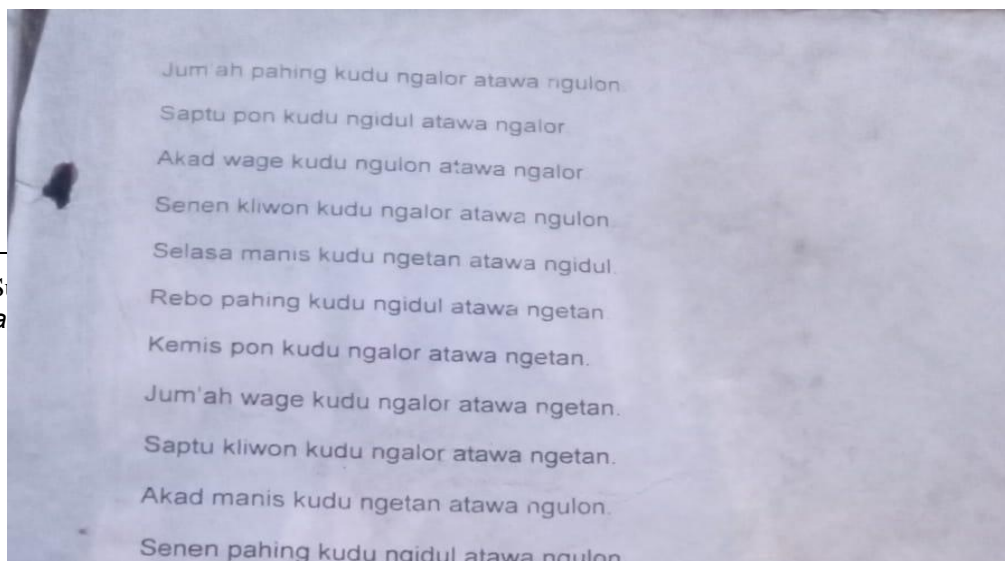 Jum'ah pahing kudu ngalor atawa ngulon.
Saptu pon kudu ngidul atawa ngalor
Akad wage kudu ngulon atawa ngalor
Senen kliwon kudu ngalor atawa ngulon.
Selasa manis kudu ngetan atawa ngidul.
Rebo pahing kudu ngidul atawa ngetan
Kemis pon kudu ngalor atawa ngetan.
Jum'ah wage kudu ngalor atawa ngetan.
Saptu kliwon kudu ngalor atawa ngetan.
Akad manis kudu ngetan atawa ngulon.
Senen pahing kudu ngidul atawa ngulon